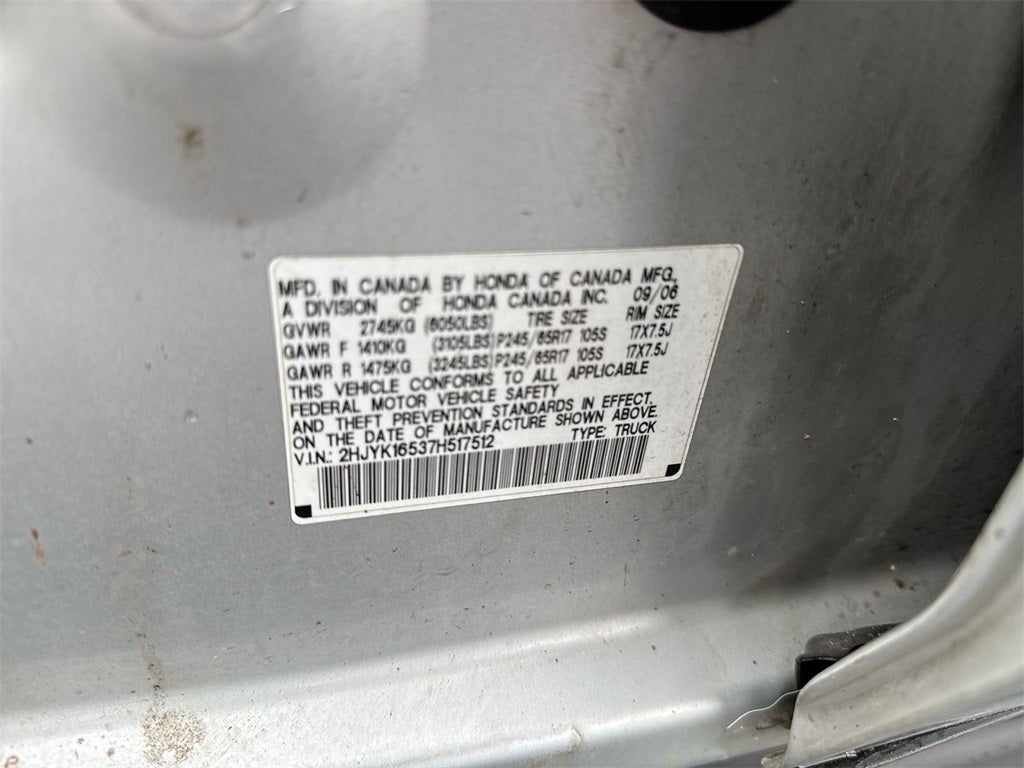 MFD. IN CANADA BY HONDA OF CANADA MFG.,
A DIVISION OF HONDA CANADA INC. 09/06
GVWR 2745KG (6050LBS) TIRE SIZE RIM SIZE
GAWR F 1410KG (3105LBS) P245/65R17 105S 17X7.5J
GAWR R 1475KG (3245LBS) P245/65R17 105S 17X7.5J
THIS VEHICLE CONFORMS TO ALL APPLICABLE
FEDERAL MOTOR VEHICLE SAFETY
AND THEFT PREVENTION STANDARDS IN EFFECT
ON THE DATE OF MANUFACTURE SHOWN ABOVE.
V.I.N.: 2HJYK16537H517512 TYPE: TRUCK